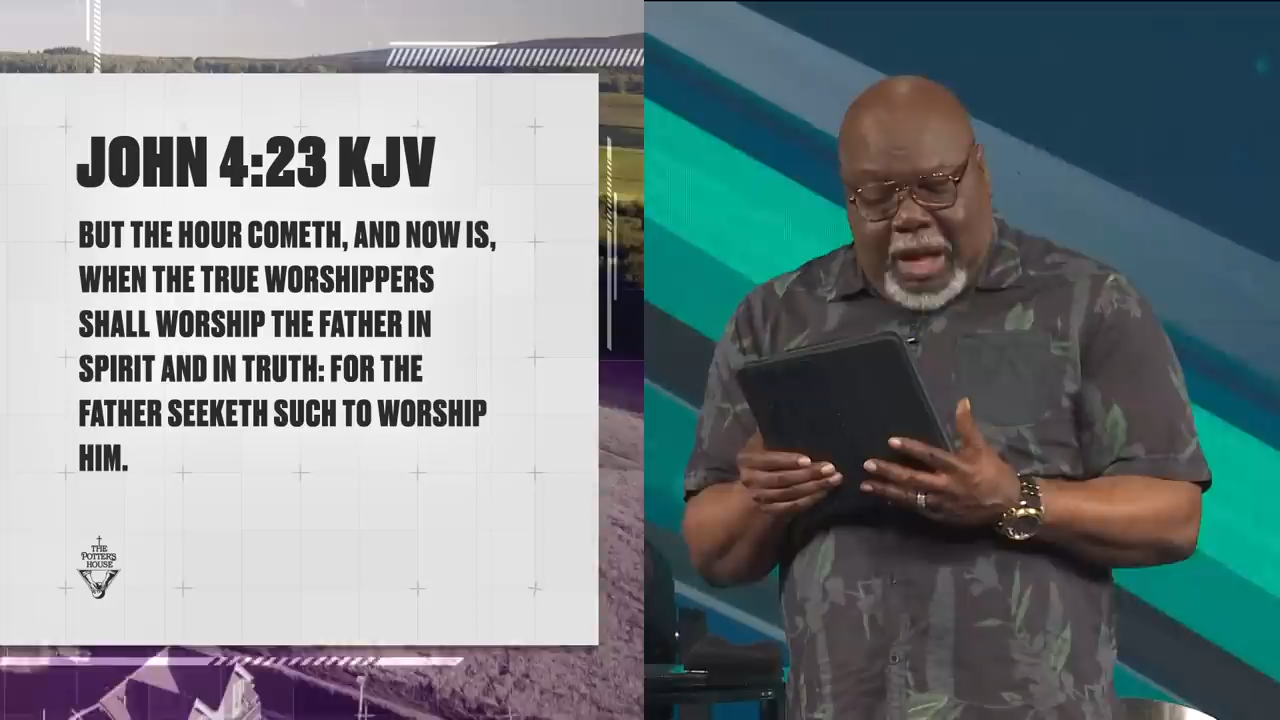 JOHN 4:23 KJV
BUT THE HOUR COMETH, AND NOW IS,
WHEN THE TRUE WORSHIPPERS
SHALL WORSHIP THE FATHER IN
SPIRIT AND IN TRUTH: FOR THE
FATHER SEEKETH SUCH TO WORSHIP
HIM.
THE
POTTER'S
HOUSE